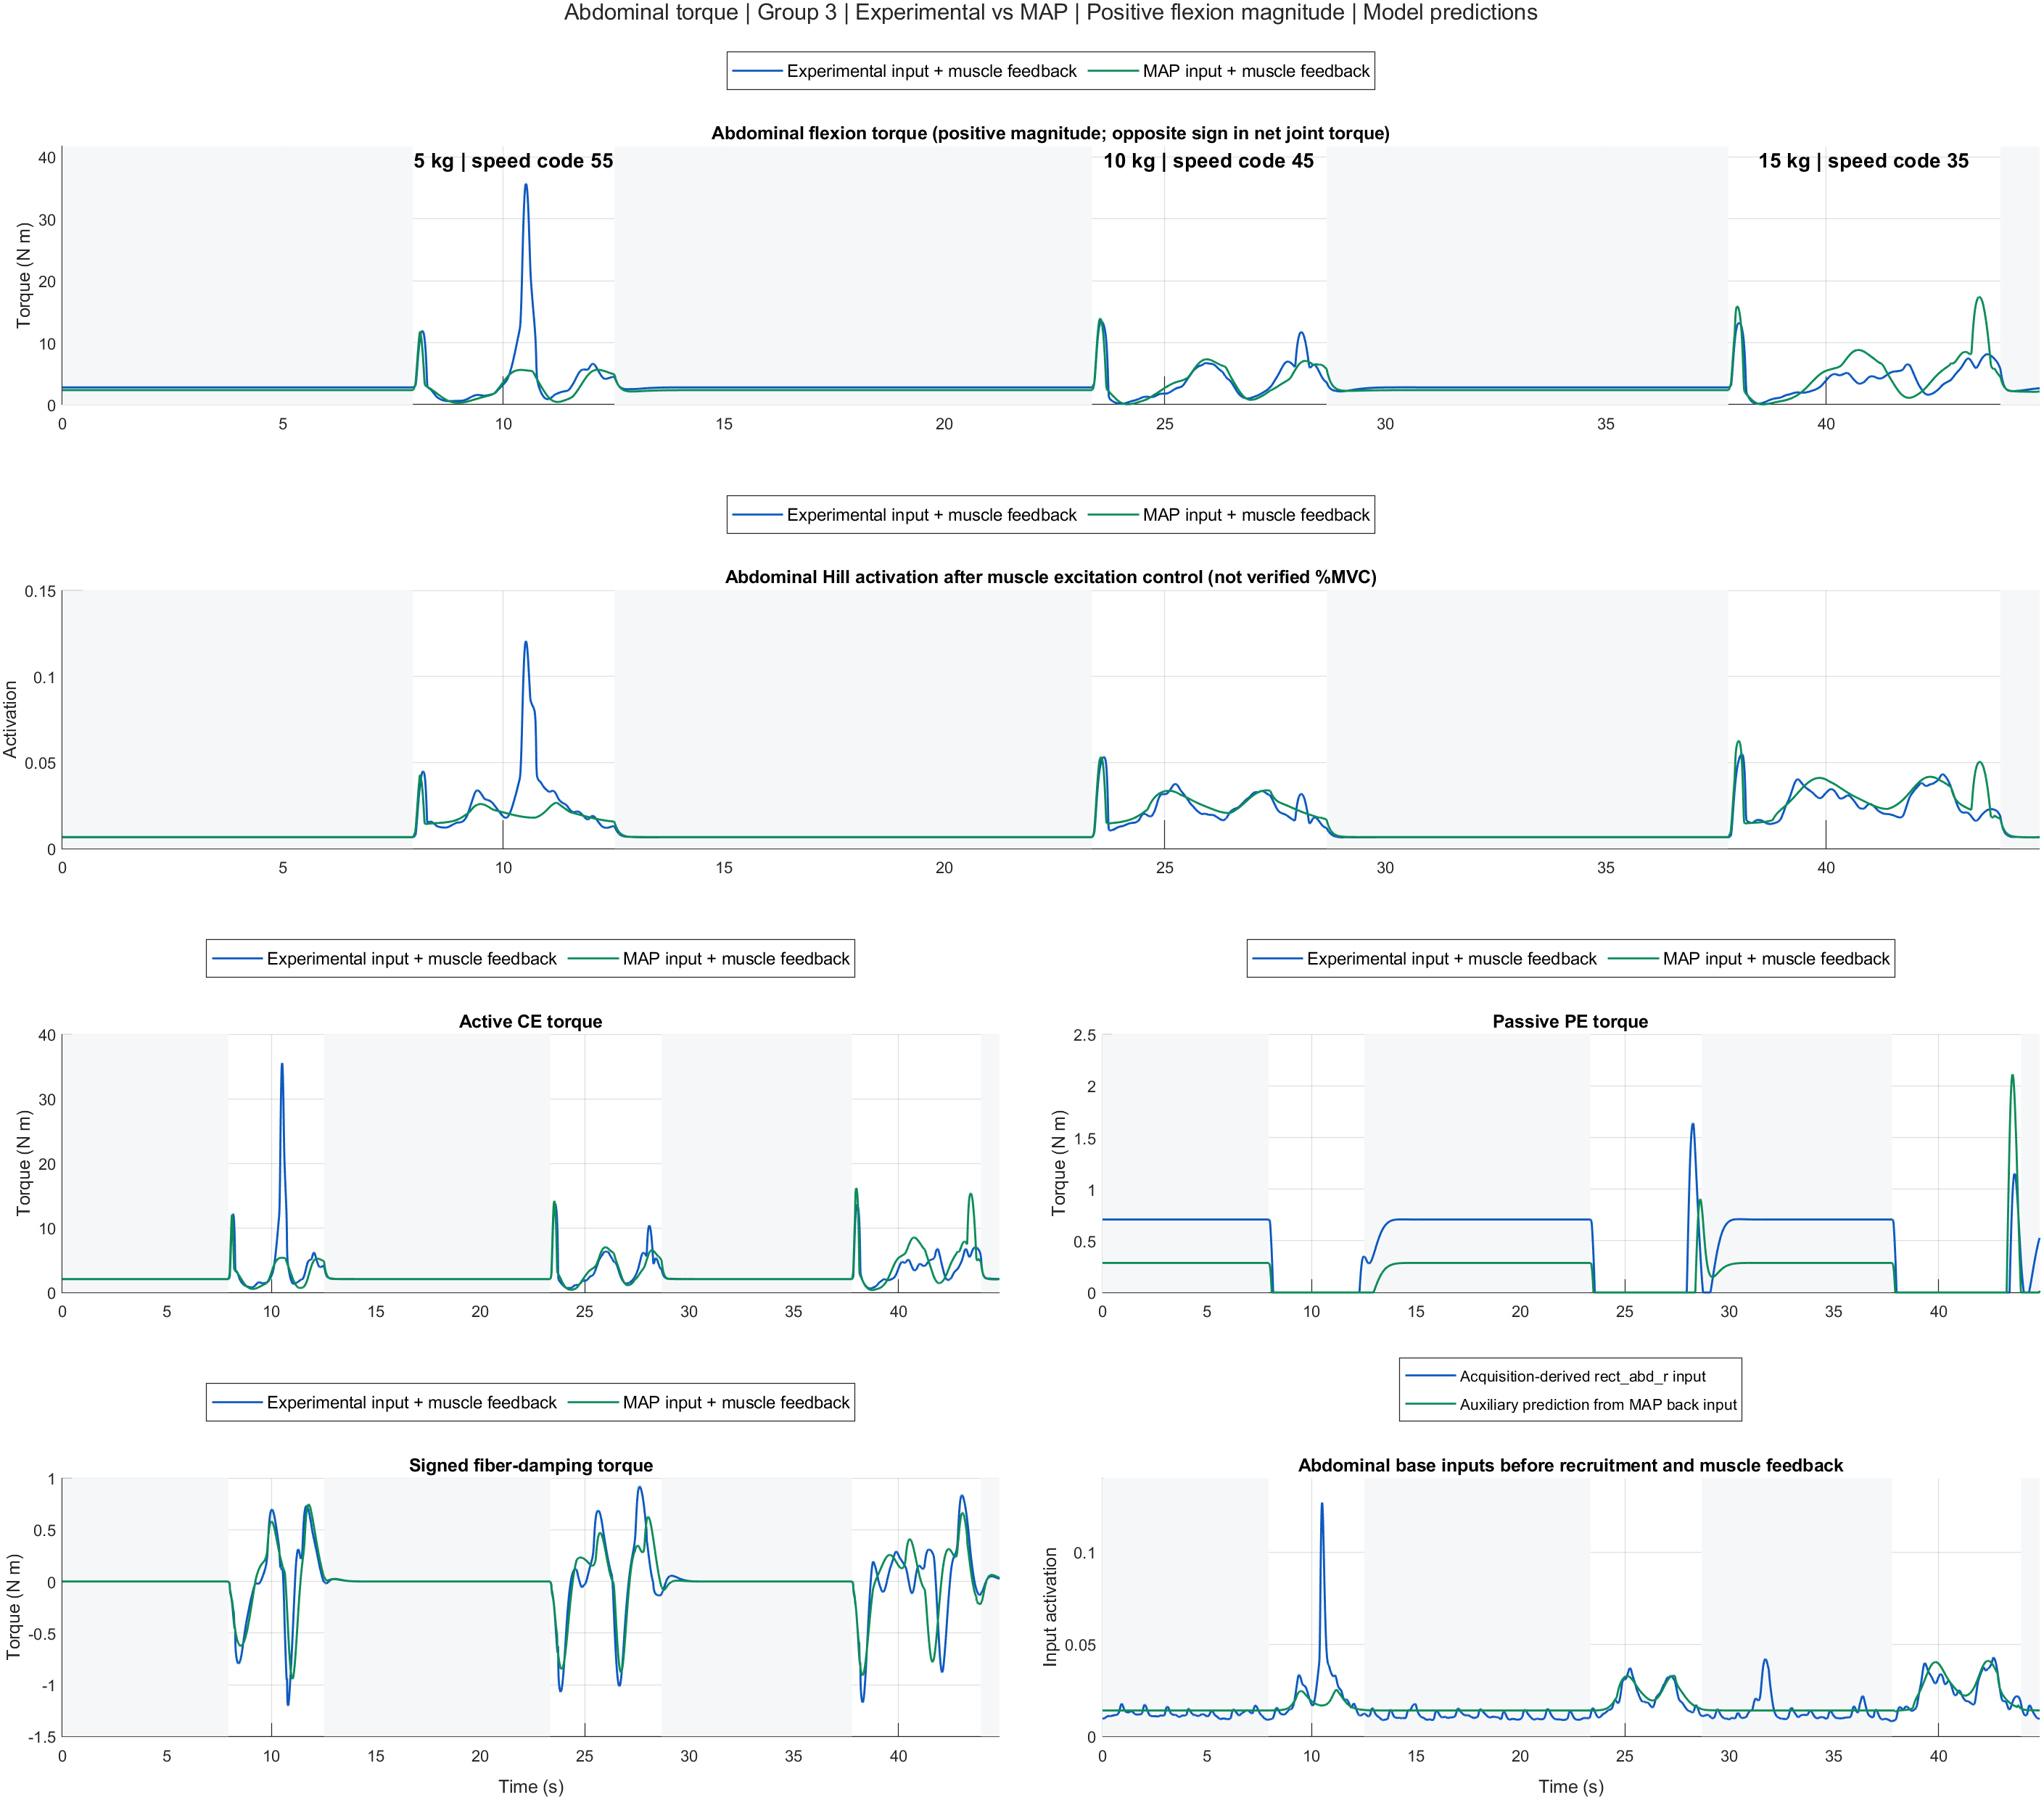 Abdominal torque | Group 3 | Experimental vs MAP | Positive flexion magnitude | Model predictions
Experimental input + muscle feedback MAP input + muscle feedback
Abdominal flexion torque (positive magnitude; opposite sign in net joint torque)
5 kg | speed code 55 10 kg | speed code 45 15 kg | speed code 35
Torque (N m)
40
30
20
10
0
0 5 10 15 20 25 30 35 40
Experimental input + muscle feedback MAP input + muscle feedback
Abdominal Hill activation after muscle excitation control (not verified %MVC)
Activation
0.15
0.1
0.05
0
0 5 10 15 20 25 30 35 40
Experimental input + muscle feedback MAP input + muscle feedback
Active CE torque
Torque (N m)
40
30
20
10
0
0 5 10 15 20 25 30 35 40
Experimental input + muscle feedback MAP input + muscle feedback
Passive PE torque
Torque (N m)
2.5
2
1.5
1
0.5
0
0 5 10 15 20 25 30 35 40
Experimental input + muscle feedback MAP input + muscle feedback
Signed fiber-damping torque
Torque (N m)
1
0.5
0
-0.5
-1
-1.5
0 5 10 15 20 25 30 35 40
Time (s)
Acquisition-derived rect_abd_r input
Auxiliary prediction from MAP back input
Abdominal base inputs before recruitment and muscle feedback
Input activation
0.1
0.05
0
0 5 10 15 20 25 30 35 40
Time (s)